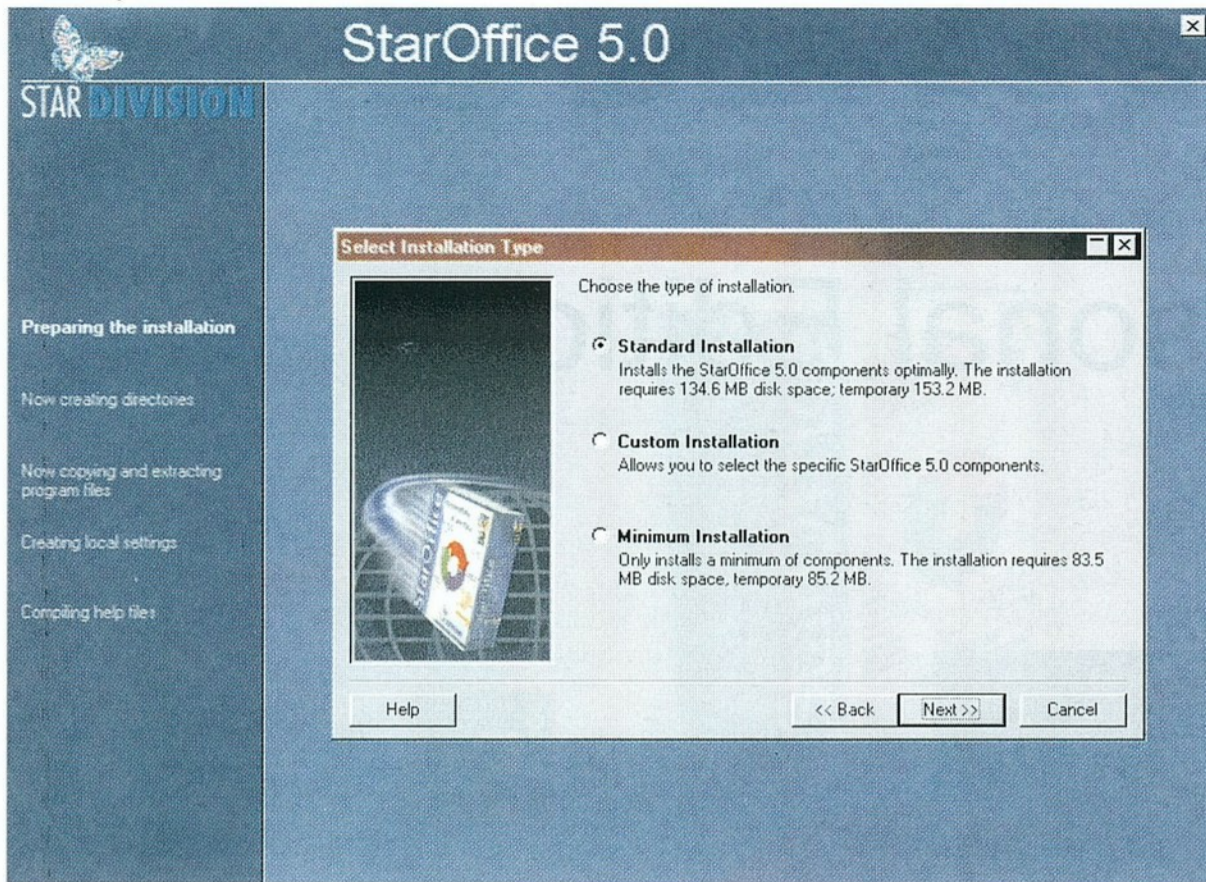 StarOffice 5.0
STAR DIVISION
Preparing the installation
Now creating directories
Now copying and extracting
program files
Creating local settings
Compiling help files
Select Installation Type
Choose the type of installation.
Standard Installation
Installs the StarOffice 5.0 components optimally. The installation
requires 134.6 MB disk space; temporary 153.2 MB.
Custom Installation
Allows you to select the specific StarOffice 5.0 components.
Minimum Installation
Only installs a minimum of components. The installation requires 83.5
MB disk space, temporary 85.2 MB.
StarOffice
Help
<< Back
Next >>
Cancel